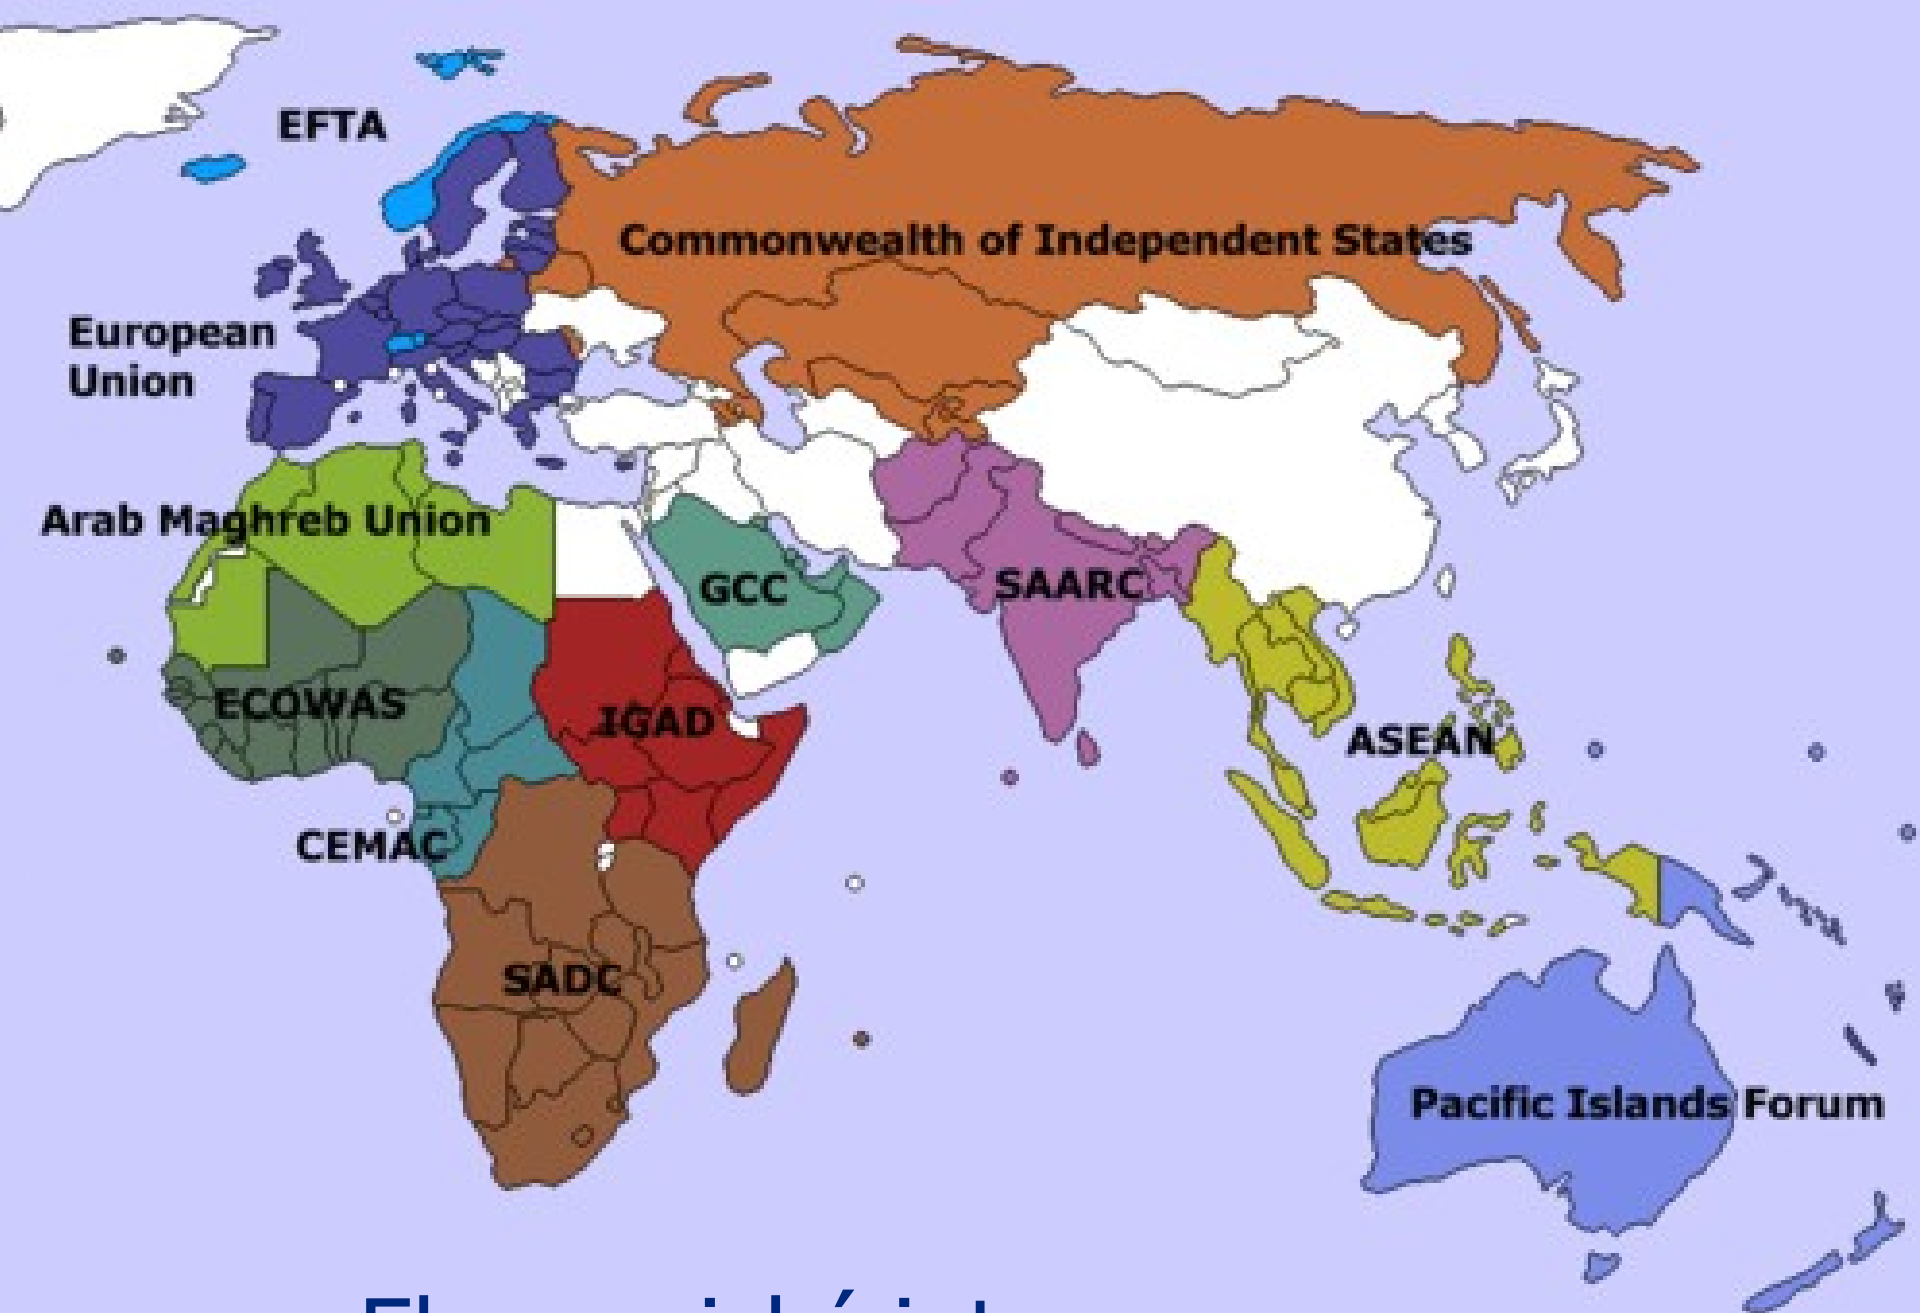 EFTA
Commonwealth of Independent States
European
Union
Arab Maghreb Union
GCC
SAARC
ECOWAS
IGAD
ASEAN
CEMAC
SADC
Pacific Islands Forum